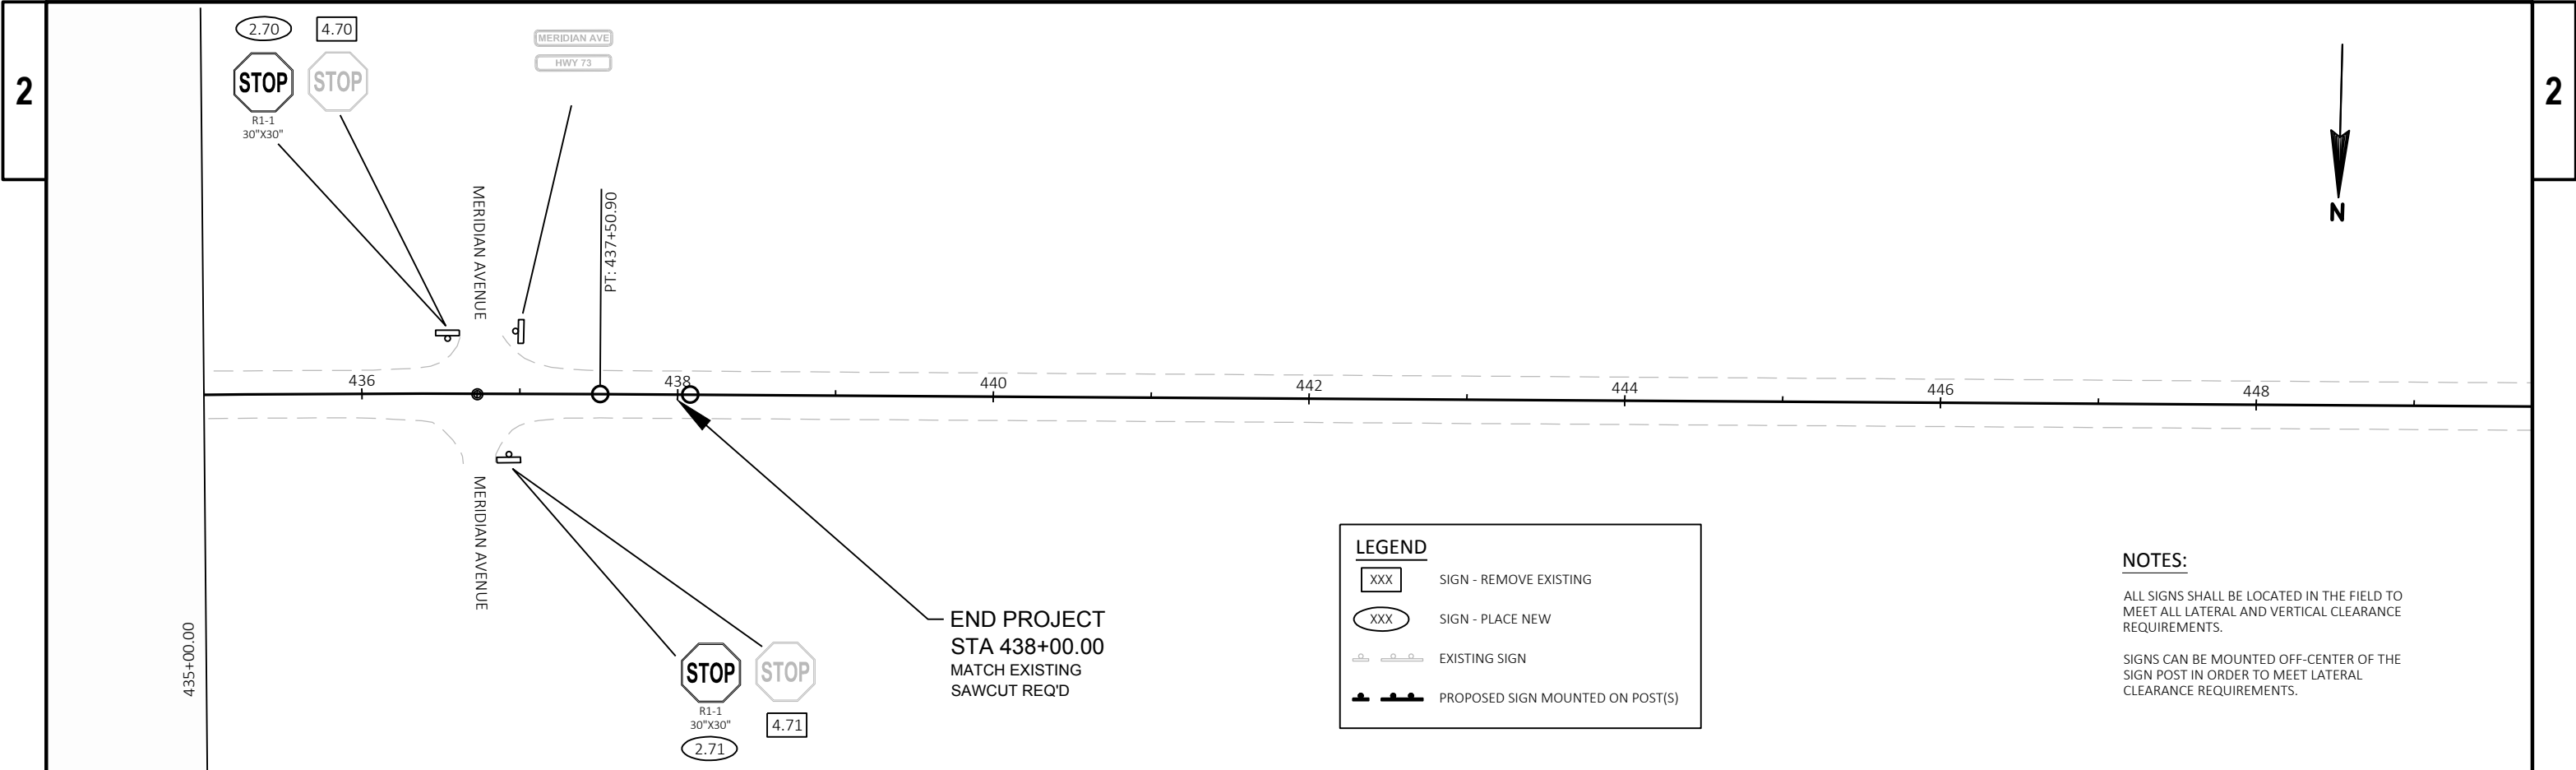 2
2
2.70
4.70
STOP
STOP
R1-1
30"X30"
MERIDIAN AVE
HWY 73
MERIDIAN AVENUE
PT: 437+50.90
N
436
438
440
442
444
446
448
MERIDIAN AVENUE
435+00.00
END PROJECT
STA 438+00.00
MATCH EXISTING
SAWCUT REQ'D
STOP
STOP
R1-1
30"X30"
4.71
2.71
LEGEND
XXX SIGN - REMOVE EXISTING
XXX SIGN - PLACE NEW
EXISTING SIGN
PROPOSED SIGN MOUNTED ON POST(S)
NOTES:
ALL SIGNS SHALL BE LOCATED IN THE FIELD TO
MEET ALL LATERAL AND VERTICAL CLEARANCE
REQUIREMENTS.
SIGNS CAN BE MOUNTED OFF-CENTER OF THE
SIGN POST IN ORDER TO MEET LATERAL
CLEARANCE REQUIREMENTS.